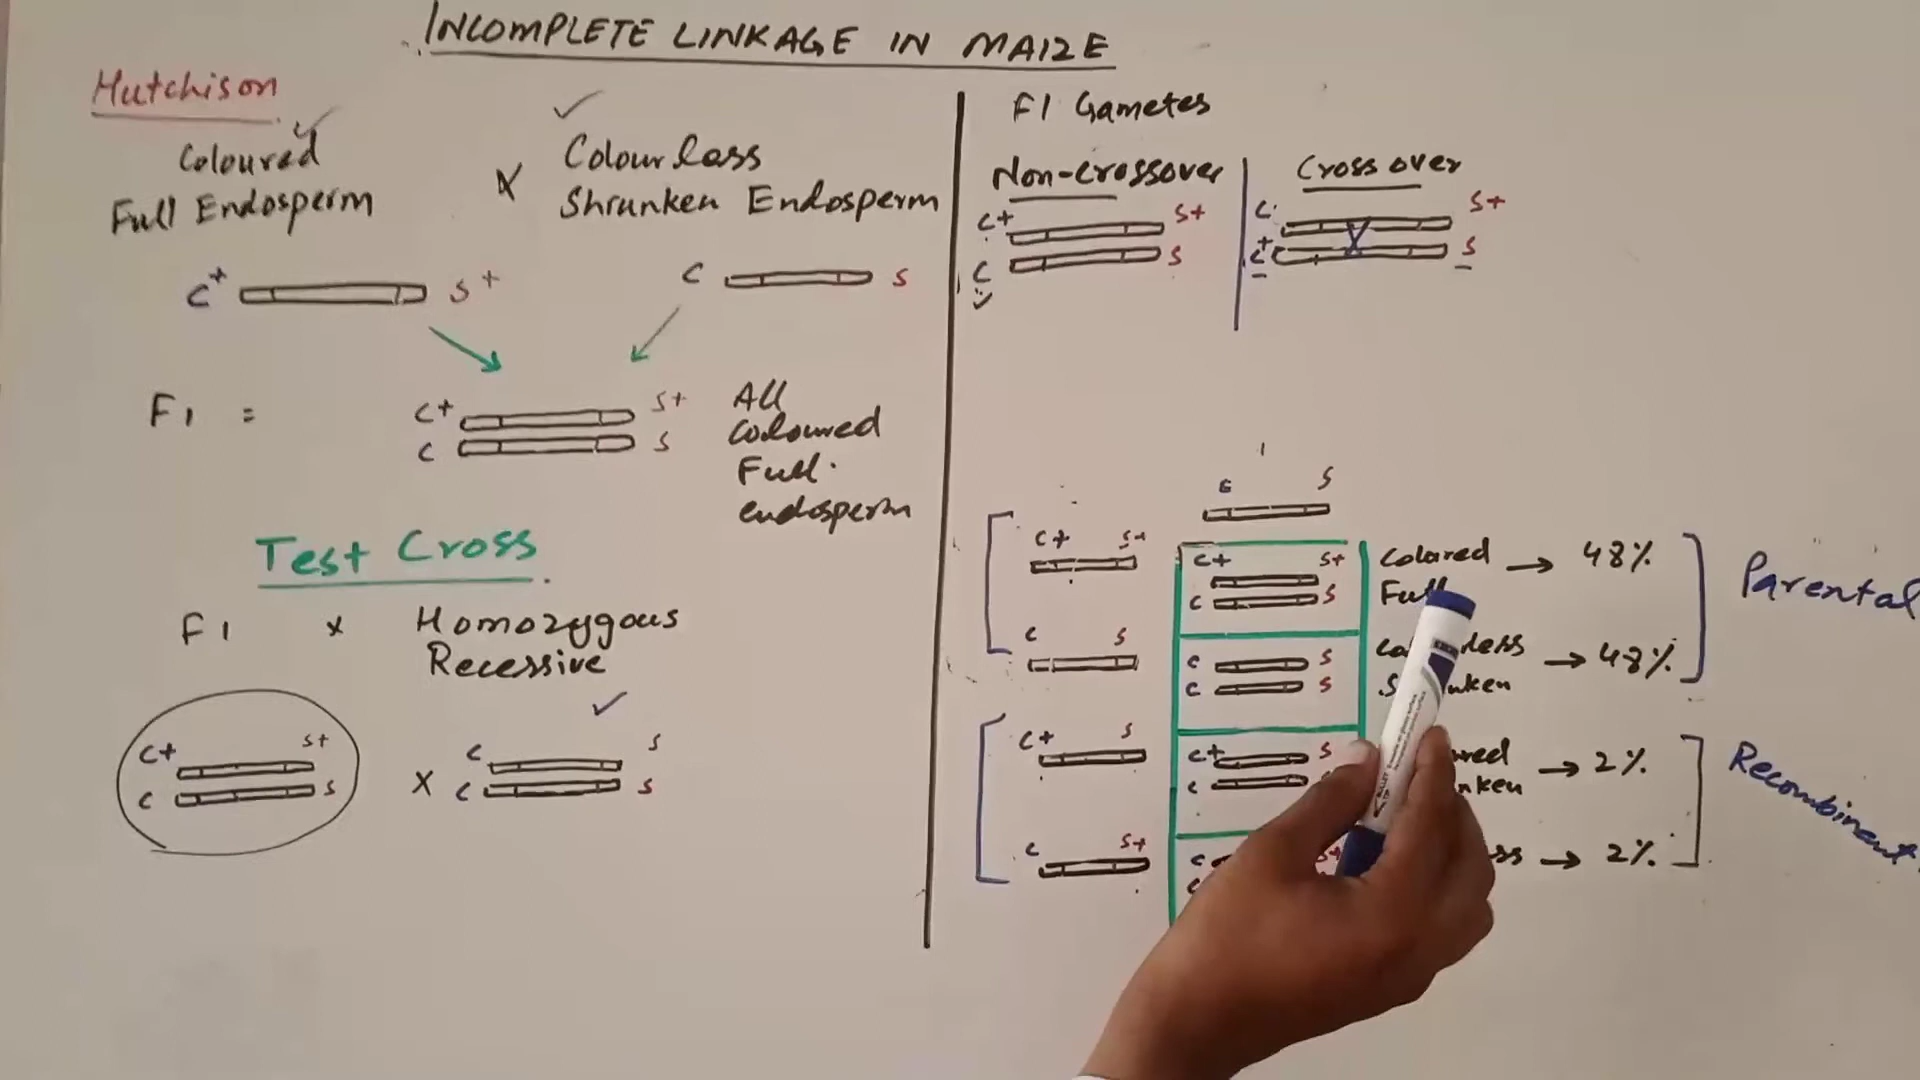 INCOMPLETE LINKAGE IN MAIZE
Hutchison
Coloured
Full Endosperm
X
Colourless
Shrunken Endosperm
C+ S+
C S
F1 =
C+ S+
C S
All
Coloured
Full
endosperm
Test Cross
F1 x Homozygous
Recessive
C+ S+
C S
X
C S
C S
F1 Gametes
Non-crossover
C+ S+
C S
Cross over
C S+
C+ S
S
C+ S+
C S
C+ S
C S+
C+ S+
C S
C S
C S
C+ S
C
C S+
Colored
Full
→ 48%
→ 48%
→ 2%
→ 2%
Parental